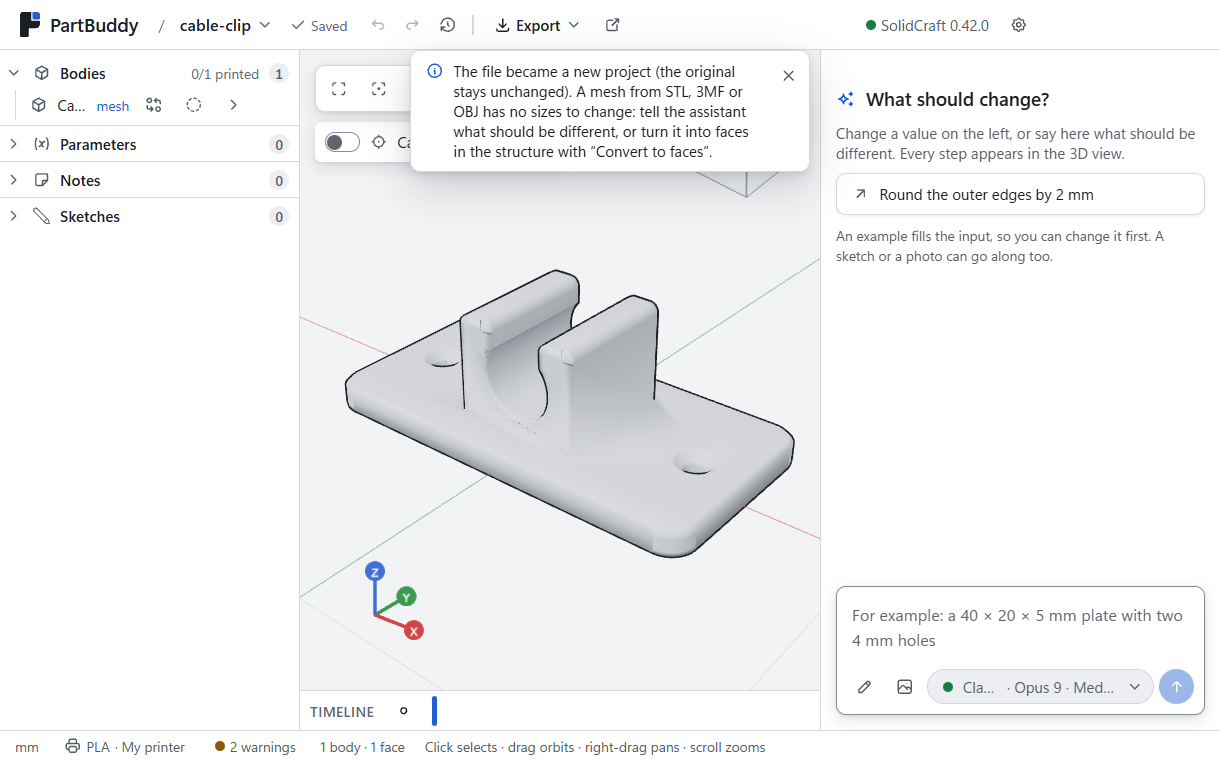 PartBuddy / cable-clip Saved Export SolidCraft 0.42.0
Bodies 0/1 printed 1
Ca... mesh
Parameters 0
Notes 0
Sketches 0
The file became a new project (the original
stays unchanged). A mesh from STL, 3MF or
OBJ has no sizes to change: tell the assistant
what should be different, or turn it into faces
in the structure with “Convert to faces”.
Z
Y
X
TIMELINE
What should change?
Change a value on the left, or say here what should be
different. Every step appears in the 3D view.
Round the outer edges by 2 mm
An example fills the input, so you can change it first. A
sketch or a photo can go along too.
For example: a 40 × 20 × 5 mm plate with two
4 mm holes
Cla... · Opus 9 · Med...
mm PLA · My printer 2 warnings 1 body · 1 face Click selects · drag orbits · right-drag pans · scroll zooms